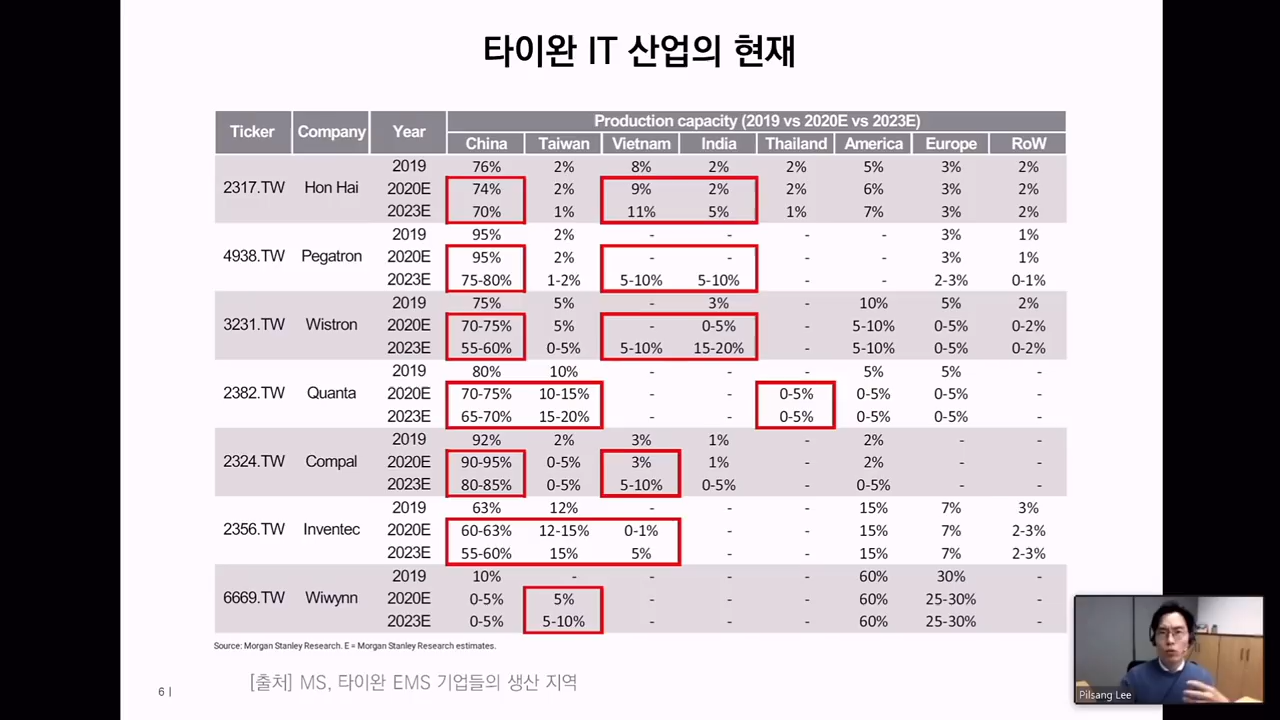 타이완 IT 산업의 현재
Ticker Company Year Production capacity (2019 vs 2020E vs 2023E)
China Taiwan Vietnam India Thailand America Europe RoW
2019 76% 2% 8% 2% 2% 5% 3% 2%
2317.TW Hon Hai 2020E 74% 2% 9% 2% 2% 6% 3% 2%
2023E 70% 1% 11% 5% 1% 7% 3% 2%
2019 95% 2% - - - - 3% 1%
4938.TW Pegatron 2020E 95% 2% - - - - 3% 1%
2023E 75-80% 1-2% 5-10% 5-10% - - 2-3% 0-1%
2019 75% 5% - 3% - 10% 5% 2%
3231.TW Wistron 2020E 70-75% 5% - 0-5% - 5-10% 0-5% 0-2%
2023E 55-60% 0-5% 5-10% 15-20% - 5-10% 0-5% 0-2%
2019 80% 10% - - - 5% 5% -
2382.TW Quanta 2020E 70-75% 10-15% - - 0-5% 0-5% 0-5% -
2023E 65-70% 15-20% - - 0-5% 0-5% 0-5% -
2019 92% 2% 3% 1% - 2% - -
2324.TW Compal 2020E 90-95% 0-5% 3% 1% - 2% - -
2023E 80-85% 0-5% 5-10% 0-5% - 0-5% - -
2019 63% 12% - - - 15% 7% 3%
2356.TW Inventec 2020E 60-63% 12-15% 0-1% - - 15% 7% 2-3%
2023E 55-60% 15% 5% - - 15% 7% 2-3%
2019 10% - - - - 60% 30% -
6669.TW Wiwynn 2020E 0-5% 5% - - - 60% 25-30% -
2023E 0-5% 5-10% - - - 60% 25-30% -
Source: Morgan Stanley Research. E = Morgan Stanley Research estimates.
[출처] MS, 타이완 EMS 기업들의 생산 지역
6 |
Pilsang Lee